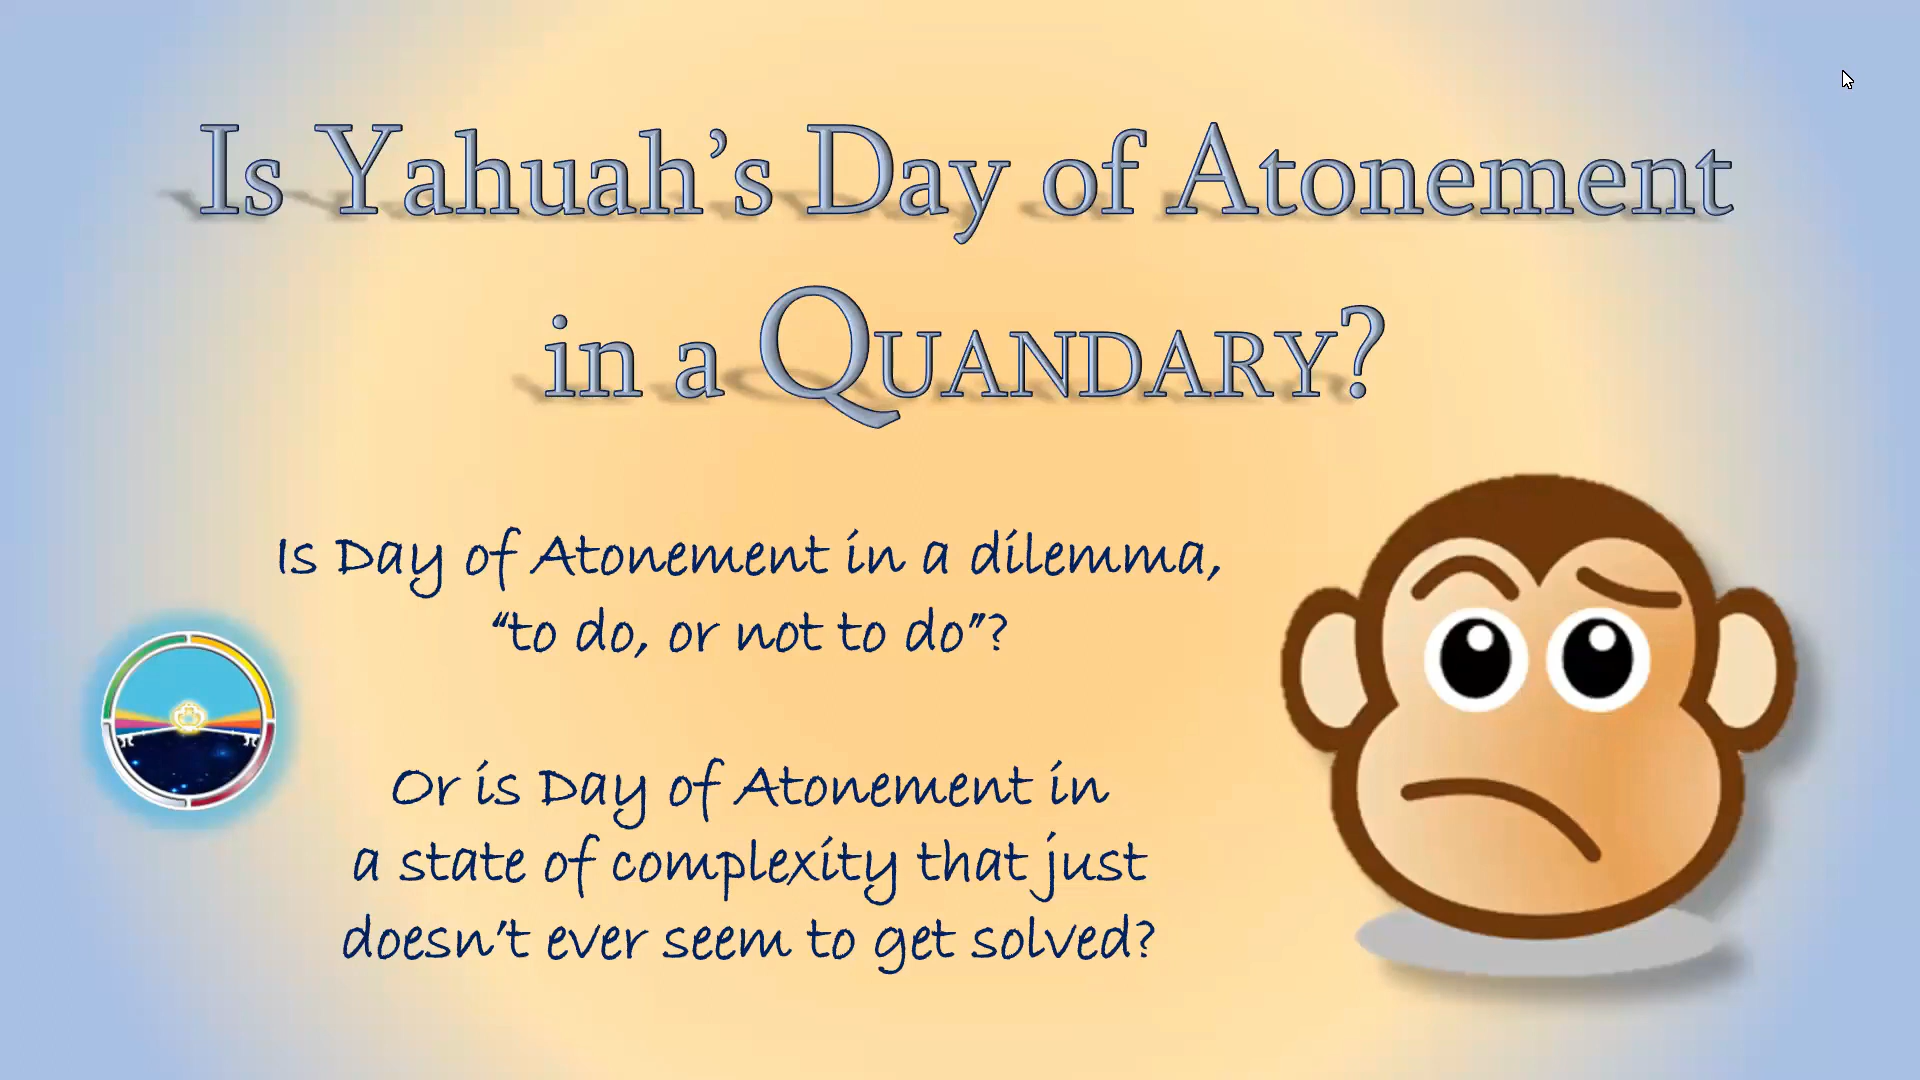 Is Yahuah’s Day of Atonement
in a QUANDARY?
Is Day of Atonement in a dilemma,
“to do, or not to do”?
Or is Day of Atonement in
a state of complexity that just
doesn’t ever seem to get solved?